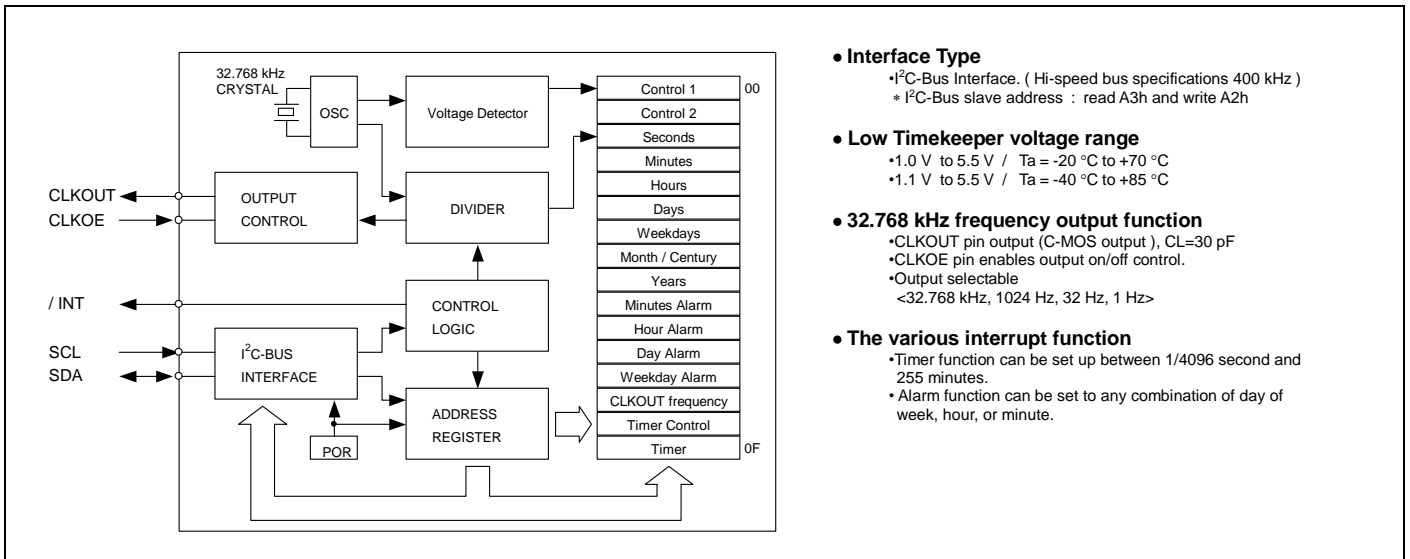 32.768 kHz
CRYSTAL
OSC
Voltage Detector
CLKOUT
CLKOE
OUTPUT
CONTROL
DIVIDER
/ INT
CONTROL
LOGIC
SCL
SDA
I²C-BUS
INTERFACE
ADDRESS
REGISTER
POR
Control 1
00
Control 2
Seconds
Minutes
Hours
Days
Weekdays
Month / Century
Years
Minutes Alarm
Hour Alarm
Day Alarm
Weekday Alarm
CLKOUT frequency
Timer Control
Timer
0F
• Interface Type
•I²C-Bus Interface. ( Hi-speed bus specifications 400 kHz )
∗ I²C-Bus slave address : read A3h and write A2h
• Low Timekeeper voltage range
•1.0 V to 5.5 V / Ta = -20 °C to +70 °C
•1.1 V to 5.5 V / Ta = -40 °C to +85 °C
• 32.768 kHz frequency output function
•CLKOUT pin output (C-MOS output ), CL=30 pF
•CLKOE pin enables output on/off control.
•Output selectable
<32.768 kHz, 1024 Hz, 32 Hz, 1 Hz>
• The various interrupt function
•Timer function can be set up between 1/4096 second and
255 minutes.
• Alarm function can be set to any combination of day of
week, hour, or minute.